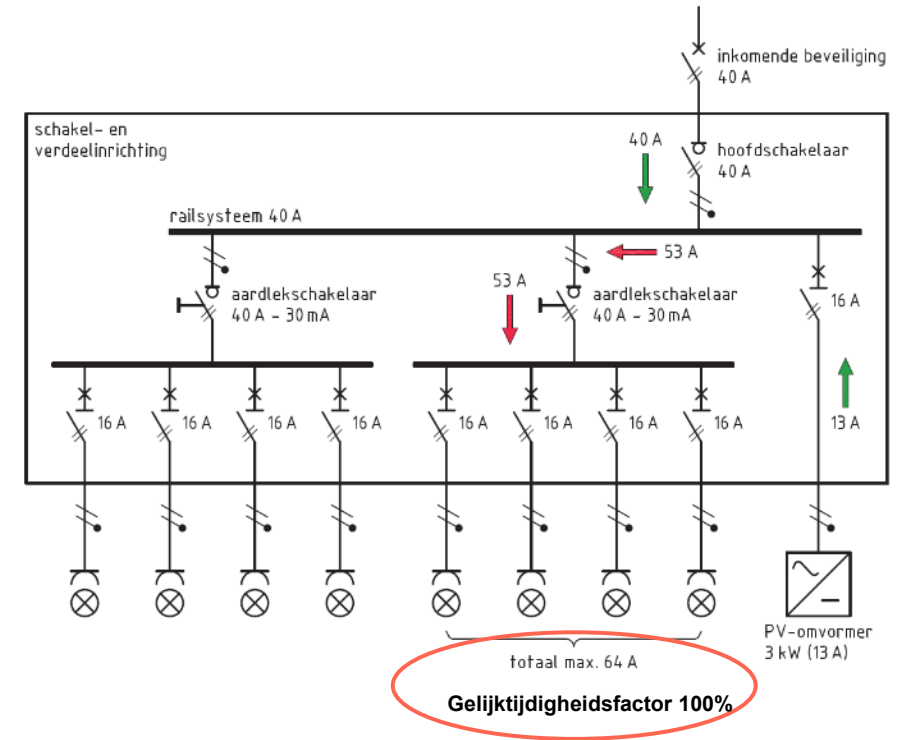 inkomende beveiliging
40 A
schakel- en
verdeelinrichting
40 A
hoofdschakelaar
40 A
railsysteem 40 A
53 A
53 A
aardlekschakelaar
40 A - 30 mA
aardlekschakelaar
40 A - 30 mA
16 A
16 A
16 A
16 A
16 A
16 A
16 A
16 A
16 A
13 A
PV-omvormer
3 kW (13 A)
totaal max. 64 A
Gelijktijdigheidsfactor 100%